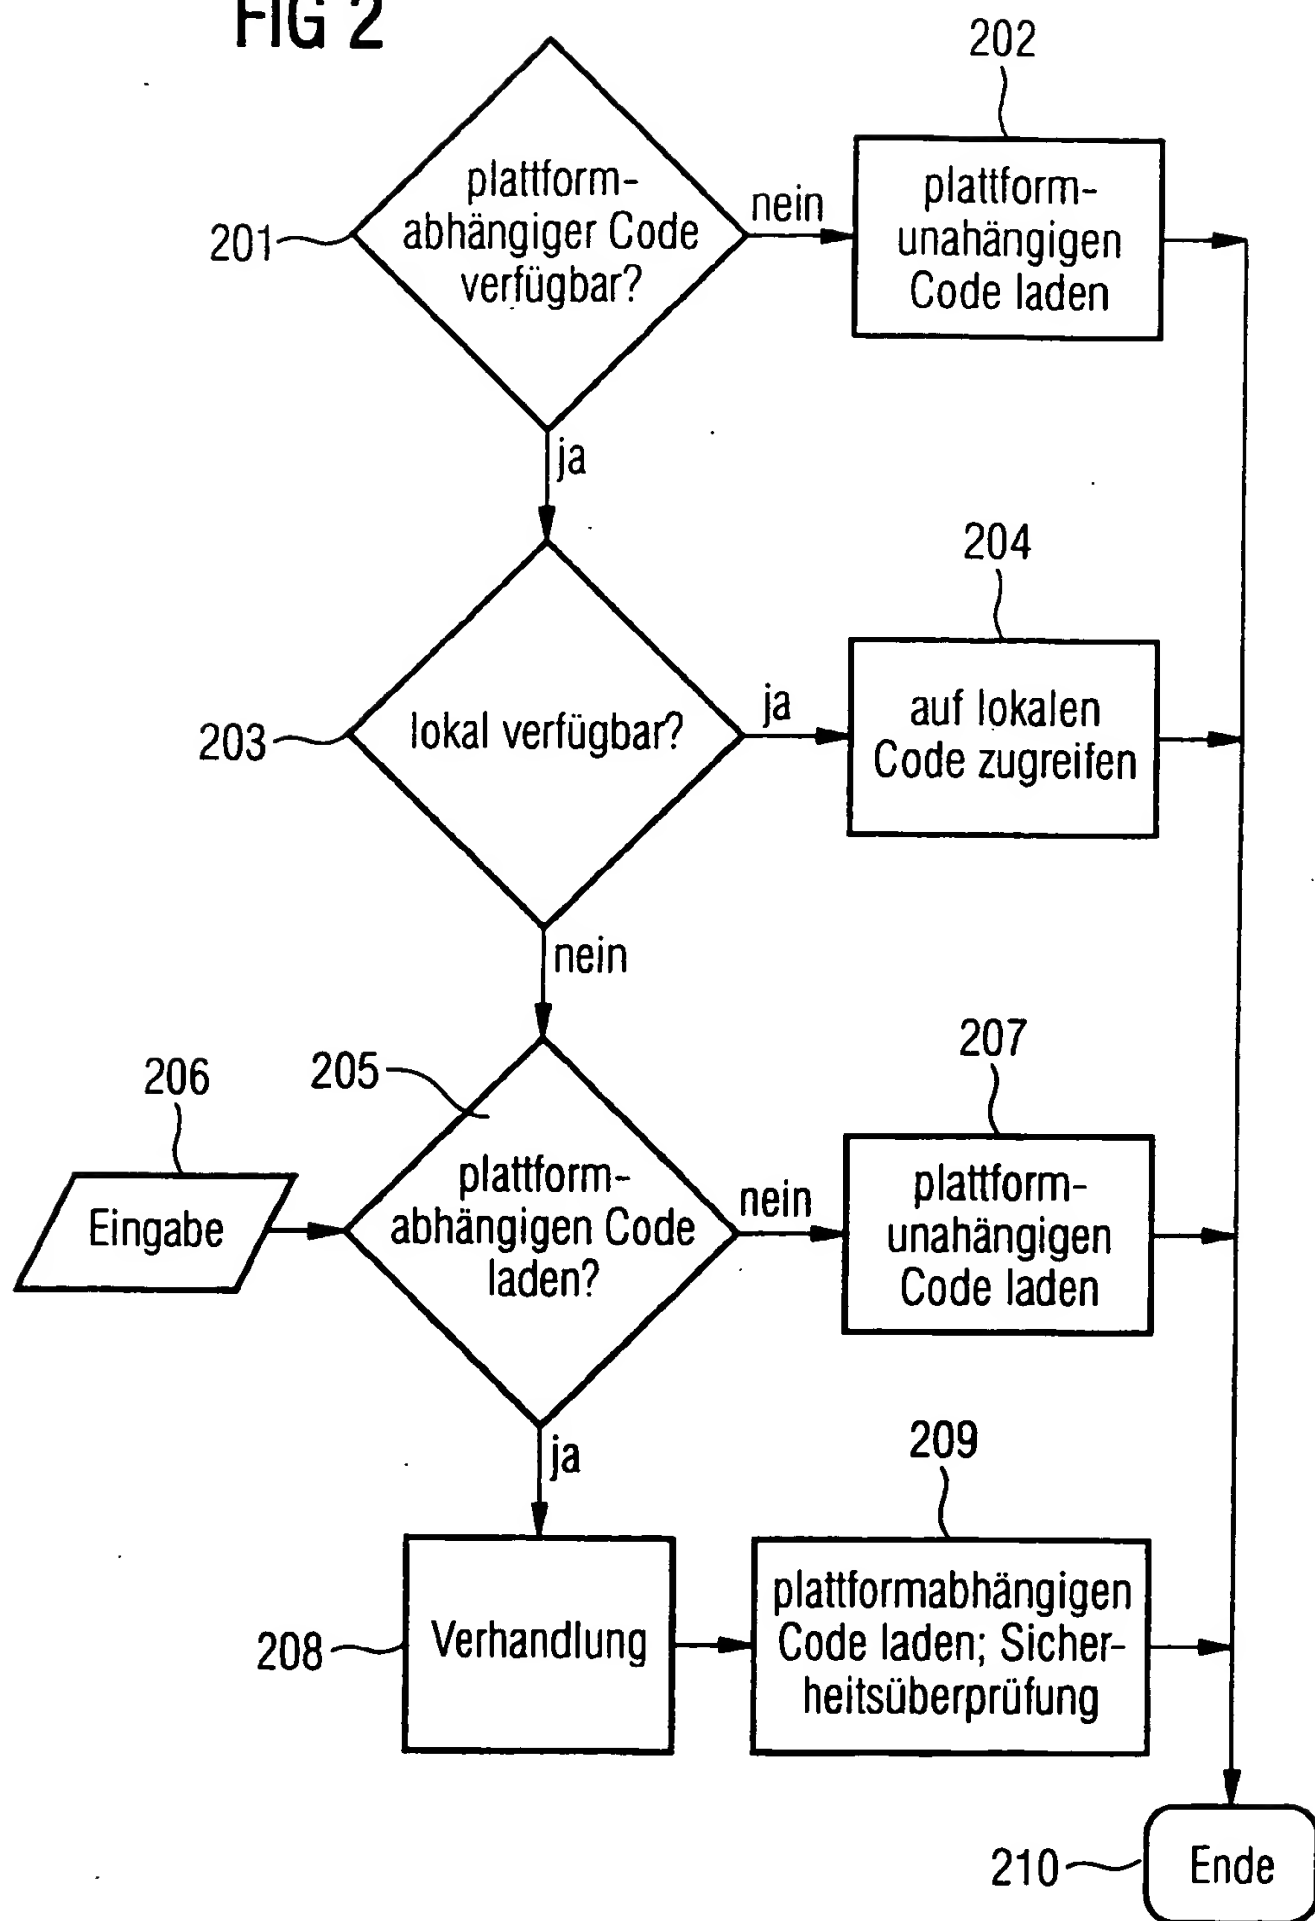 FIG 2
202
plattform-
abhängiger Code
verfügbar?
201
nein
plattform-
unahängigen
Code laden
ja
204
lokal verfügbar?
203
ja
auf lokalen
Code zugreifen
nein
207
206
205
Eingabe
plattform-
abhängigen Code
laden?
nein
plattform-
unahängigen
Code laden
ja
209
208
Verhandlung
plattformabhängigen
Code laden; Sicher-
heitsüberprüfung
210
Ende